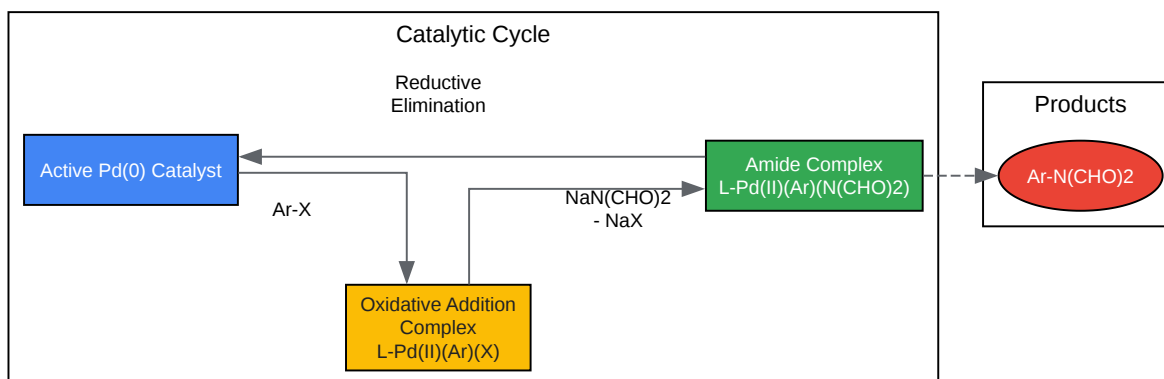 Catalytic Cycle
Reductive
Elimination
Products
Active Pd(0) Catalyst
Amide Complex
L-Pd(II)(Ar)(N(CHO)2)
Ar-N(CHO)2
Ar-X
NaN(CHO)2
- NaX
Oxidative Addition
Complex
L-Pd(II)(Ar)(X)